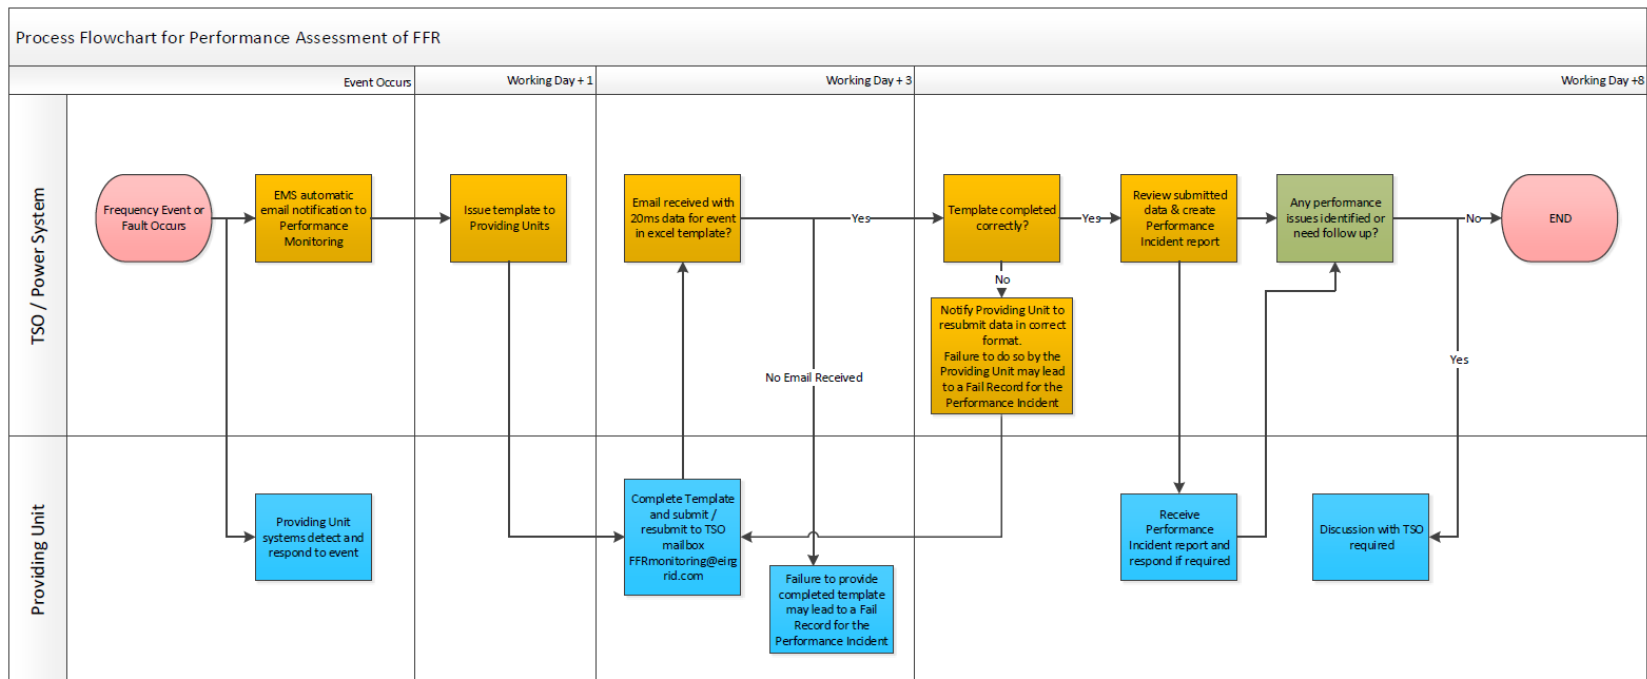 Process Flowchart for Performance Assessment of FFR
Event Occurs
Working Day + 1
Working Day + 3
Working Day +8
TSO / Power System
Frequency Event or
Fault Occurs
EMS automatic
email notification to
Performance
Monitoring
Issue template to
Providing Units
Email received with
20ms data for event
in excel template?
Yes
No Email Received
Template completed
correctly?
Yes
No
Notify Providing Unit to
resubmit data in correct
format.
Failure to do so by the
Providing Unit may lead
to a Fail Record for the
Performance Incident
Review submitted
data & create
Performance
Incident report
Any performance
issues identified or
need follow up?
No
Yes
END
Providing Unit
Providing Unit
systems detect and
respond to event
Complete Template
and submit /
resubmit to TSO
mailbox
FFRmonitoring@eirg
rid.com
Failure to provide
completed template
may lead to a Fail
Record for the
Performance Incident
Receive
Performance
Incident report and
respond if required
Discussion with TSO
required